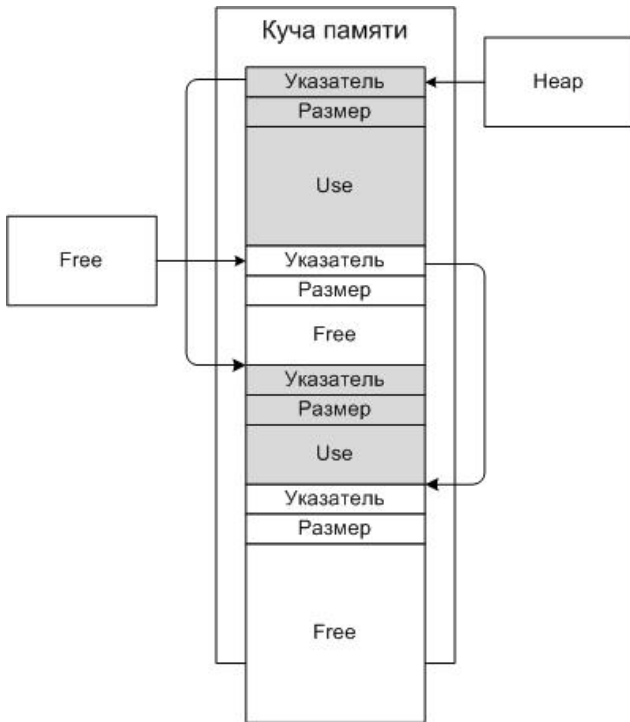 Куча памяти
Указатель
Heap
Размер
Use
Free
Указатель
Размер
Free
Указатель
Размер
Use
Указатель
Размер
Free